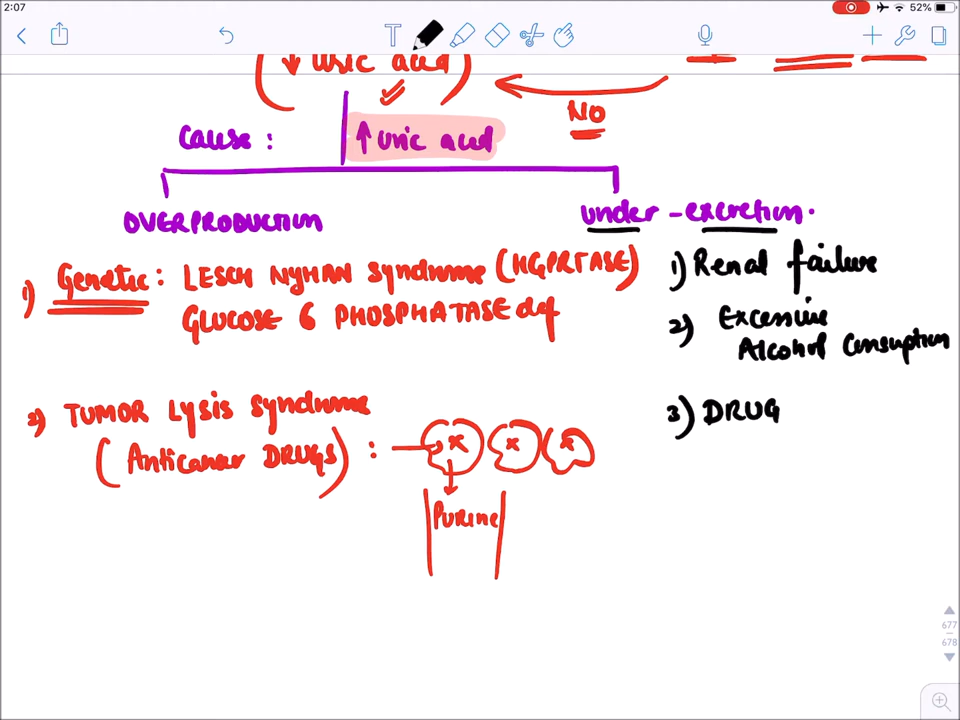 2:07
52%
T
(↓ uric acid)
NO
Cause :
↑ uric acid
OVERPRODUCTION
under - excretion.
1) Genetic : LESCH NYHAN Syndrome (HGPRTASE)
GLUCOSE 6 PHOSPHATASE def
2) TUMOR LYSIS Syndrome
(Anticancer DRUGS) :
PURINE
1) Renal failure
2) Excessive
Alcohol Consuption
3) DRUG
677
678